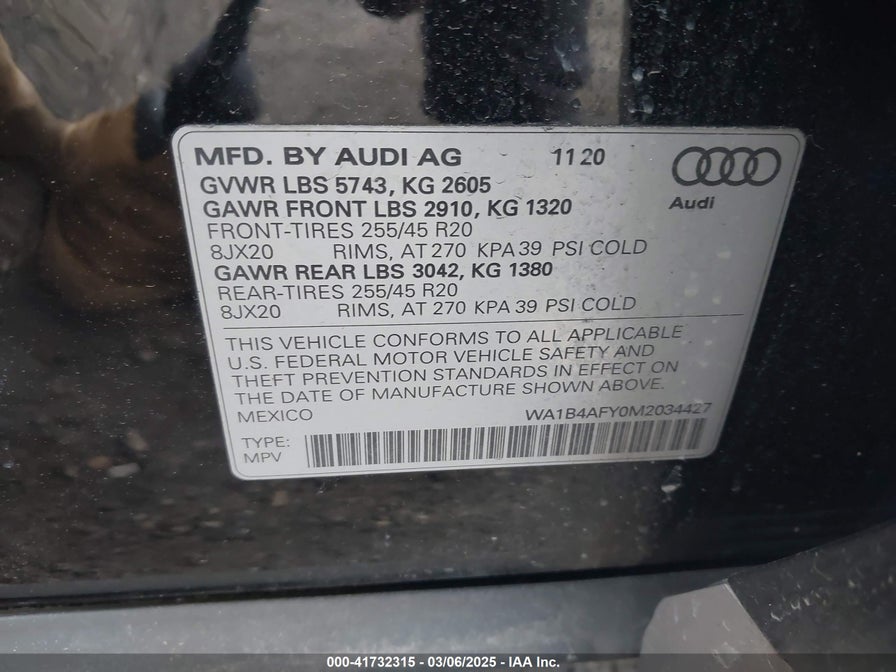 MFD. BY AUDI AG 11 20
GVWR LBS 5743, KG 2605
GAWR FRONT LBS 2910, KG 1320
Audi
FRONT-TIRES 255/45 R20
8JX20 RIMS, AT 270 KPA 39 PSI COLD
GAWR REAR LBS 3042, KG 1380
REAR-TIRES 255/45 R20
8JX20 RIMS, AT 270 KPA 39 PSI COLD
THIS VEHICLE CONFORMS TO ALL APPLICABLE
U.S. FEDERAL MOTOR VEHICLE SAFETY AND
THEFT PREVENTION STANDARDS IN EFFECT ON
THE DATE OF MANUFACTURE SHOWN ABOVE.
MEXICO WA1B4AFY0M2034427
TYPE:
MPV
000-41732315 - 03/06/2025 - IAA Inc.